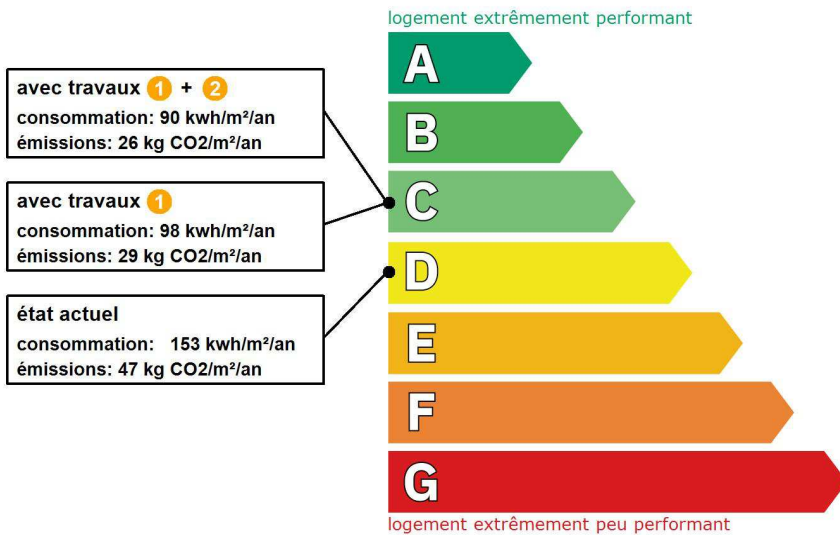 logement extrêmement performant
avec travaux 1 + 2
consommation: 90 kwh/m²/an
émissions: 26 kg CO2/m²/an
avec travaux 1
consommation: 98 kwh/m²/an
émissions: 29 kg CO2/m²/an
état actuel
consommation: 153 kwh/m²/an
émissions: 47 kg CO2/m²/an
A
B
C
D
E
F
G
logement extrêmement peu performant